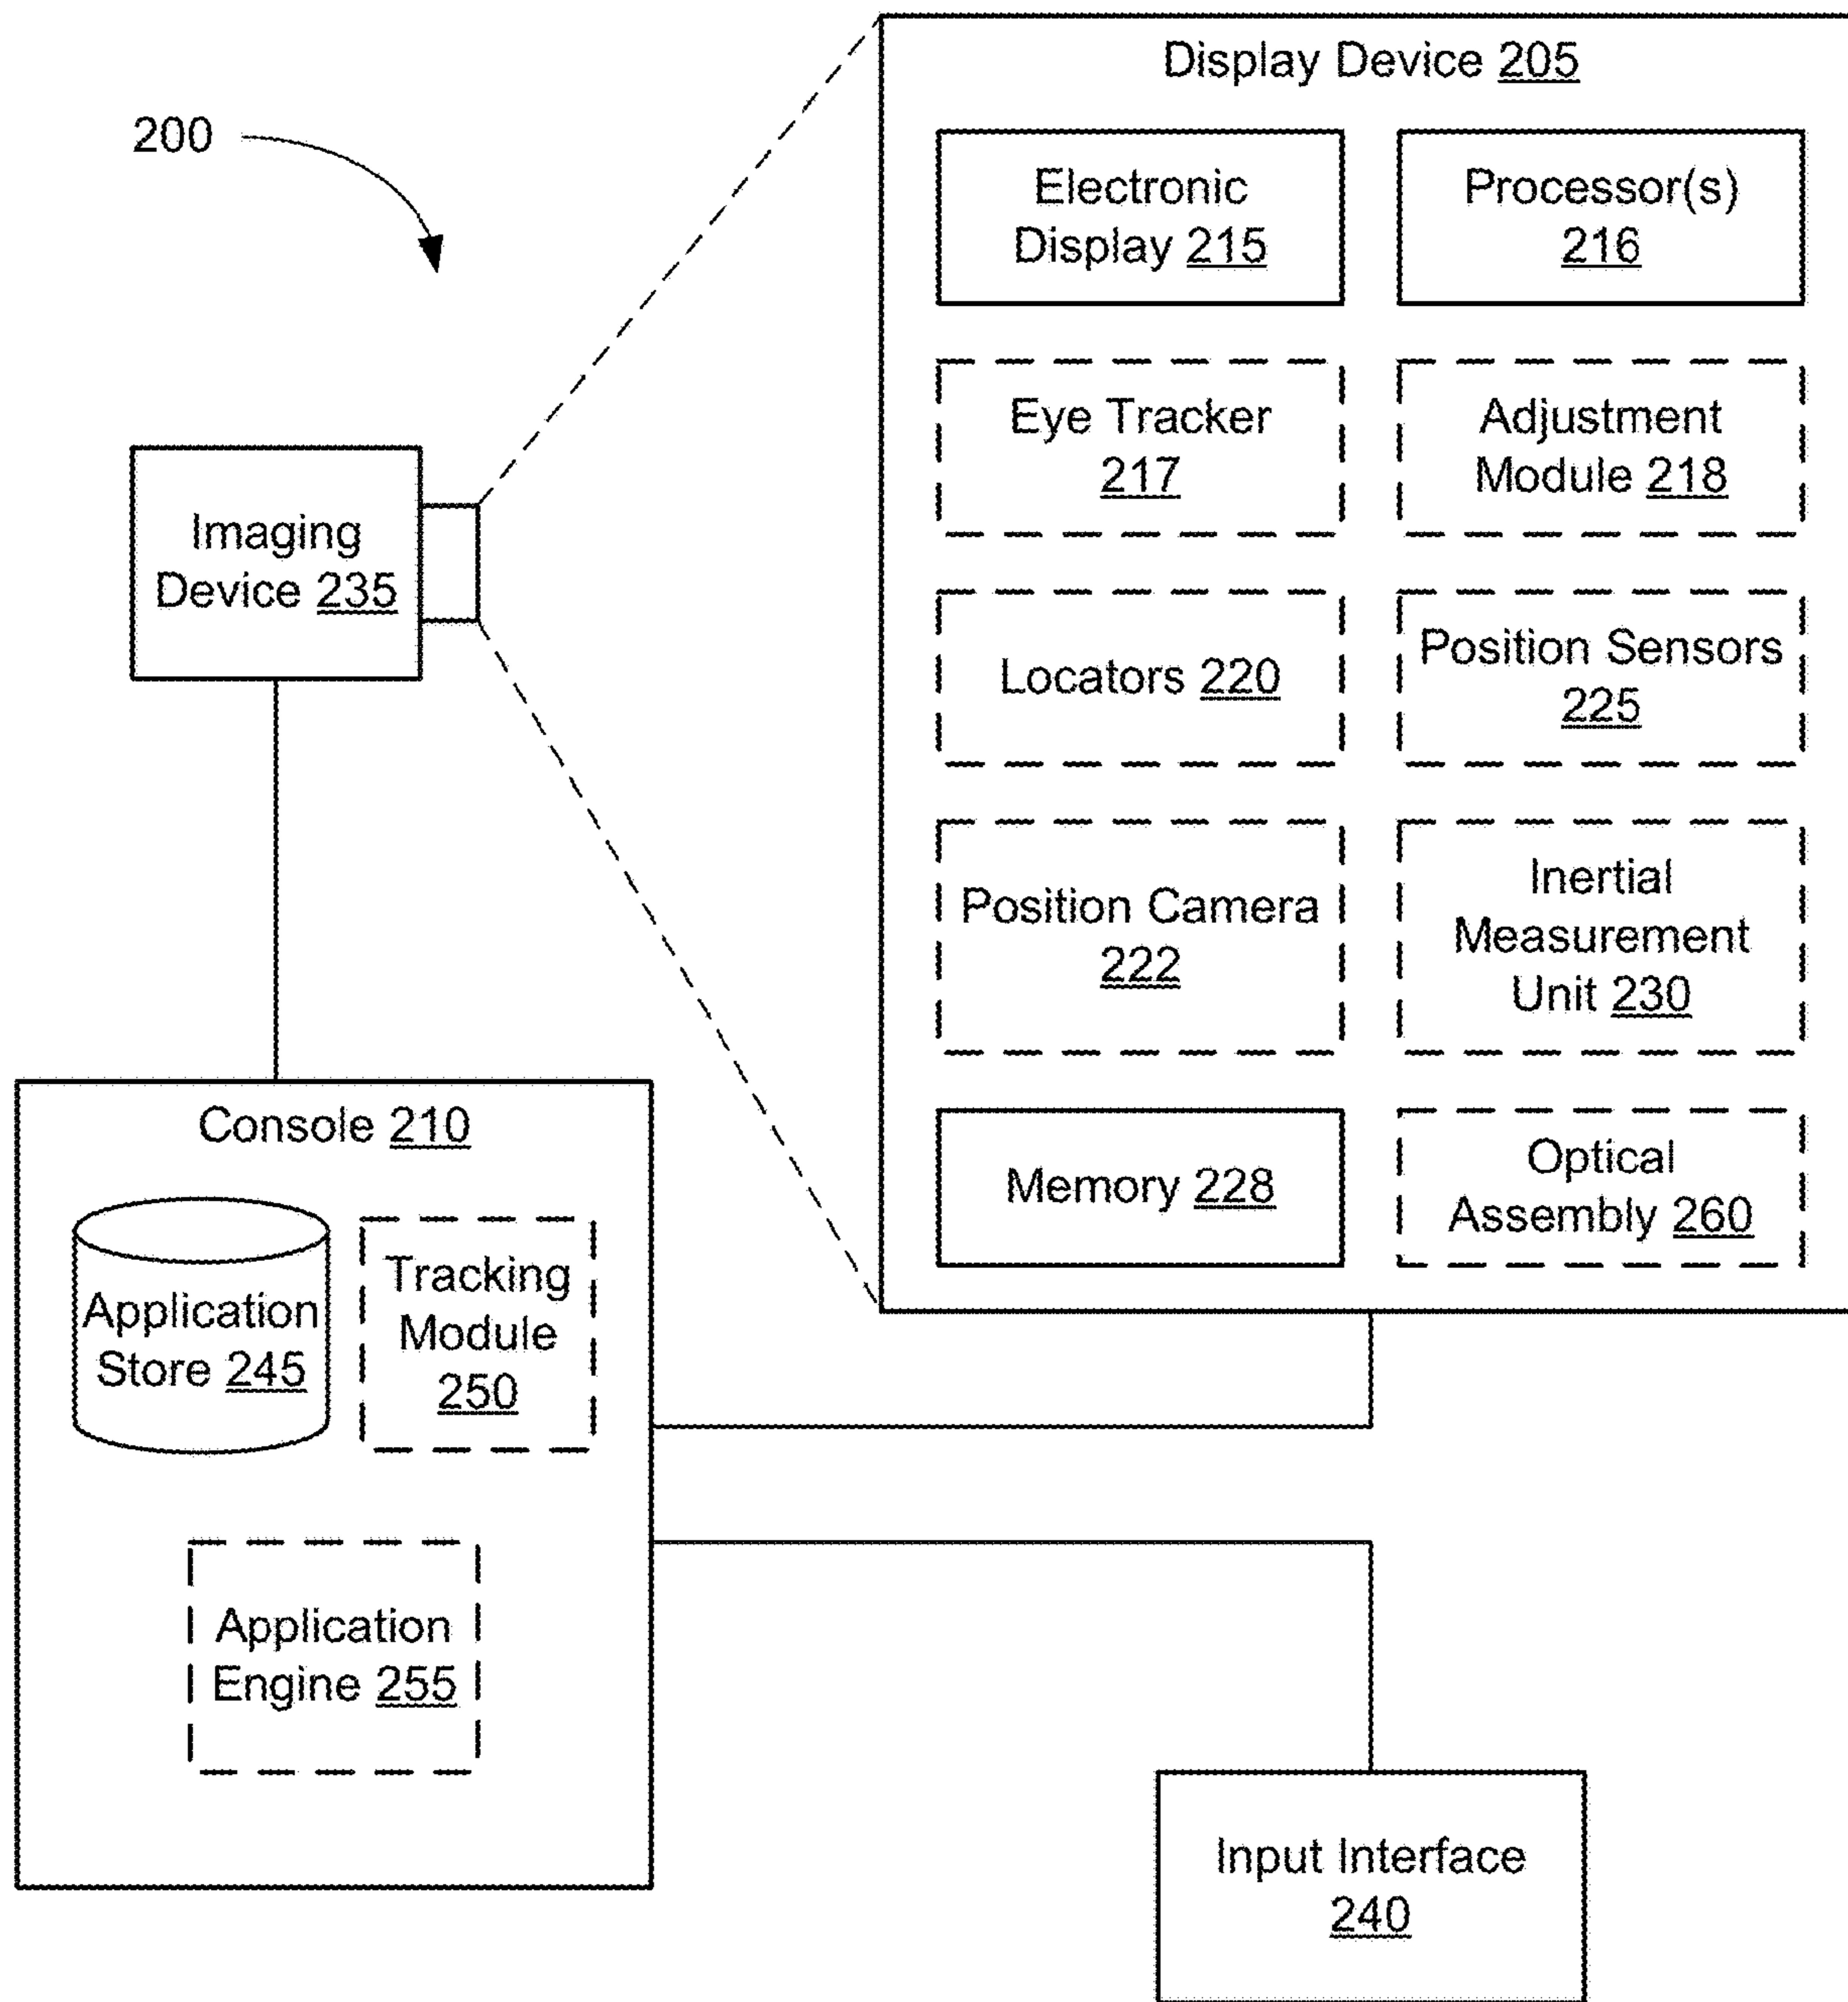 Display Device 205
200
Electronic
Display 215
Processor(s)
216
Eye Tracker
217
Adjustment
Module 218
Imaging
Device 235
Locators 220
Position Sensors
225
Position Camera
222
Inertial
Measurement
Unit 230
Memory 228
Optical
Assembly 260
Console 210
Application
Store 245
Tracking
Module
250
Application
Engine 255
Input Interface
240